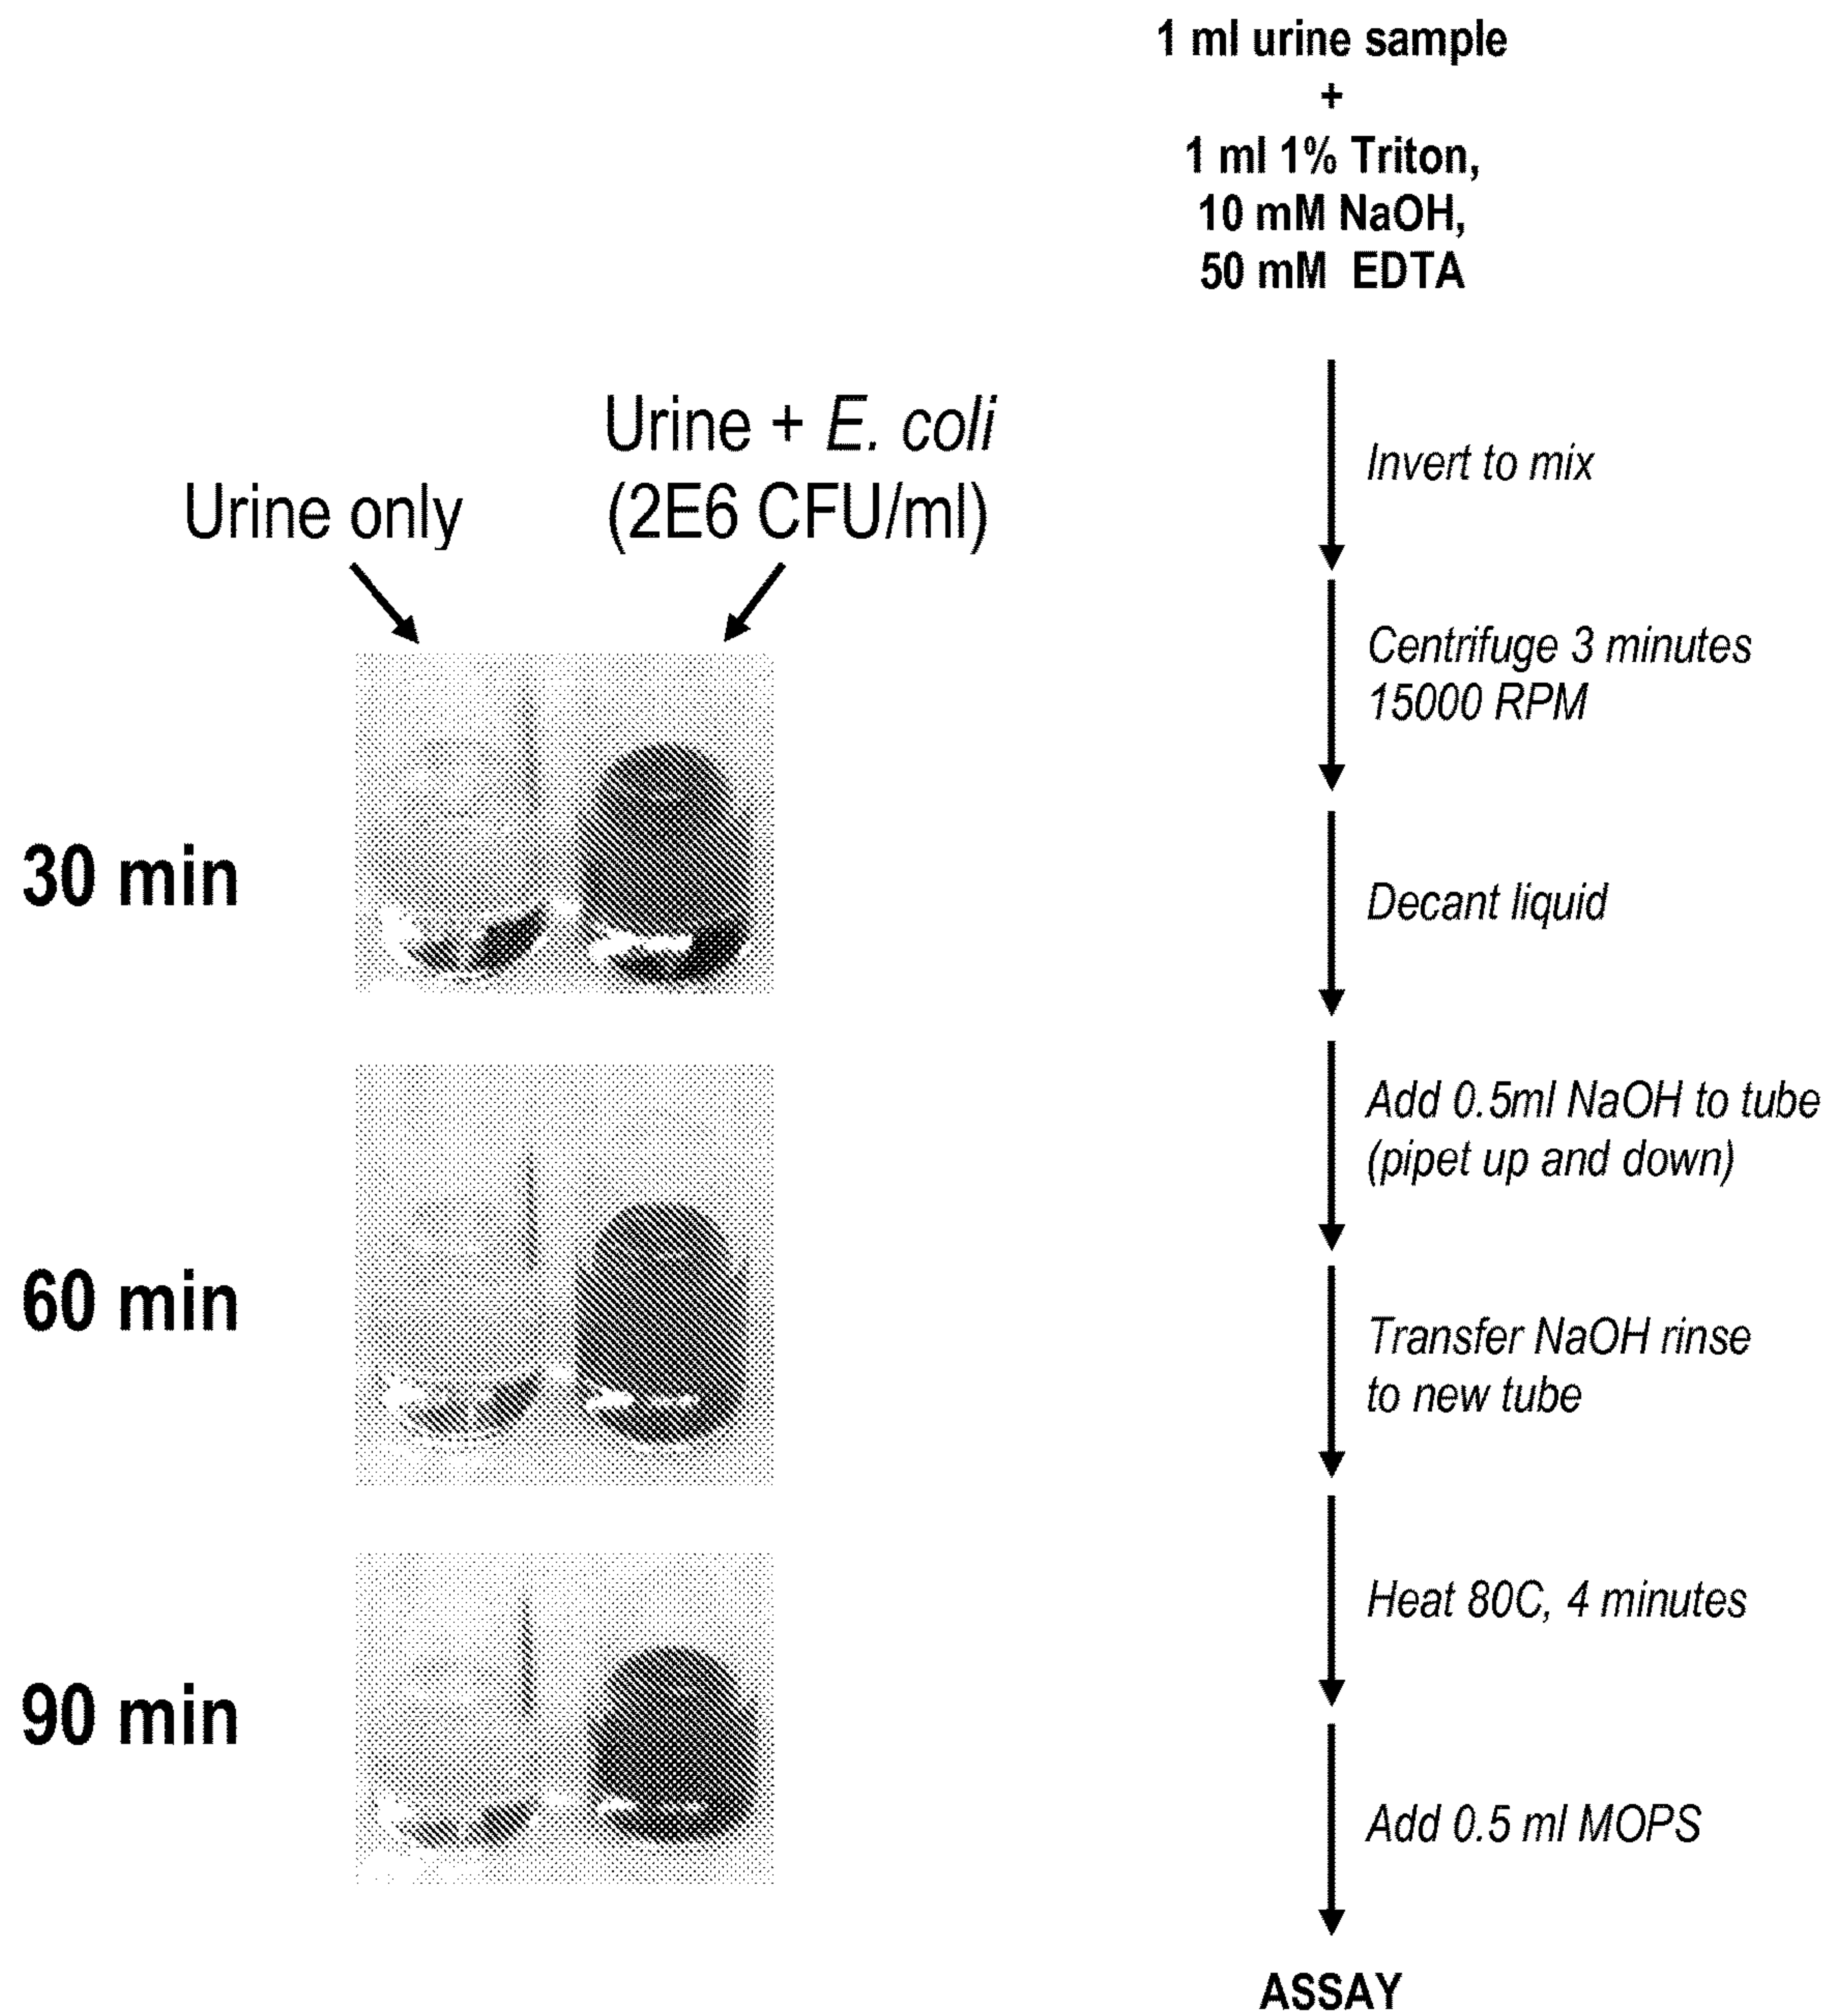 1 ml urine sample
+
1 ml 1% Triton,
10 mM NaOH,
50 mM EDTA
Invert to mix
Centrifuge 3 minutes
15000 RPM
Decant liquid
Add 0.5ml NaOH to tube
(pipet up and down)
Transfer NaOH rinse
to new tube
Heat 80C, 4 minutes
Add 0.5 ml MOPS
ASSAY
Urine only
Urine + E. coli
(2E6 CFU/ml)
30 min
60 min
90 min